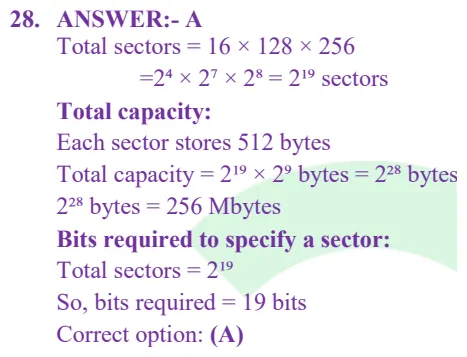 28. ANSWER:- A
Total sectors = 16 × 128 × 256
=2⁴ × 2⁷ × 2⁸ = 2¹⁹ sectors
Total capacity:
Each sector stores 512 bytes
Total capacity = 2¹⁹ × 2⁹ bytes = 2²⁸ bytes
2²⁸ bytes = 256 Mbytes
Bits required to specify a sector:
Total sectors = 2¹⁹
So, bits required = 19 bits
Correct option: (A)